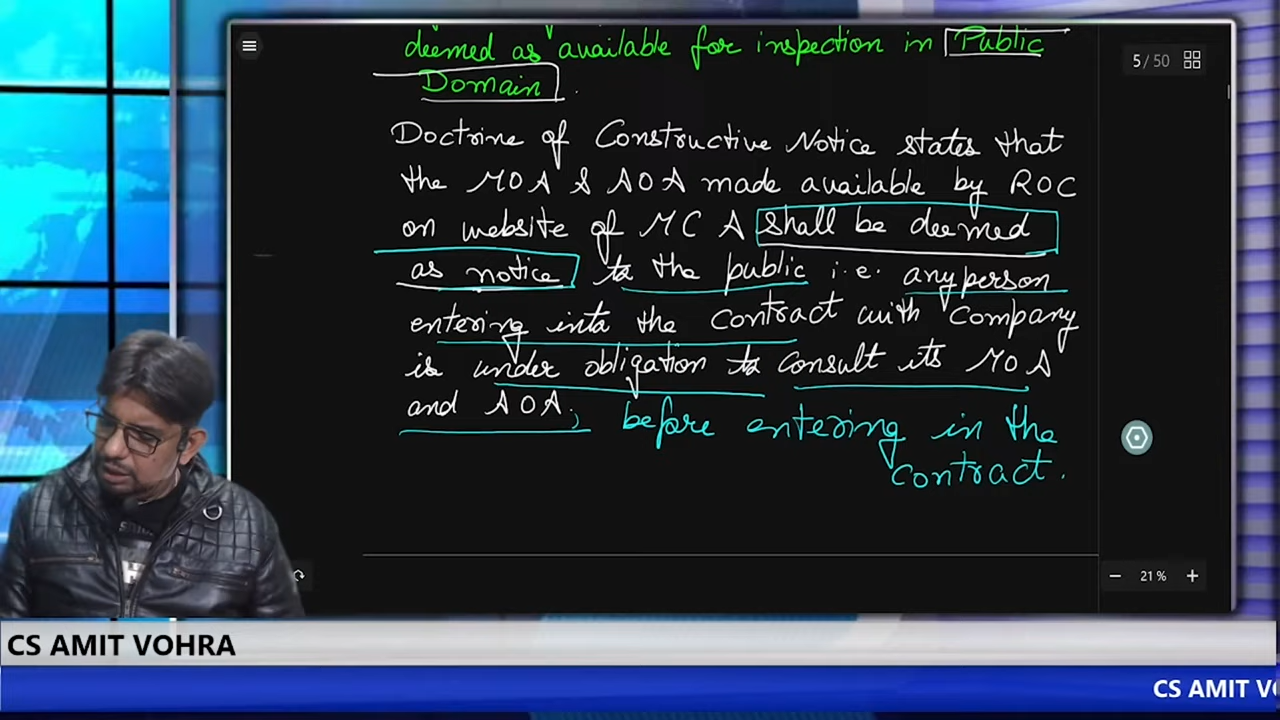 deemed as available for inspection in Public
Domain.
5 / 50
Doctrine of Constructive Notice states that
the MOA & AOA made available by ROC
on website of MCA shall be deemed
as notice to the public i.e. any person
entering into the contract with company
is under obligation to consult its MOA
and AOA, before entering in the
contract.
21%
CS AMIT VOHRA
CS AMIT VO